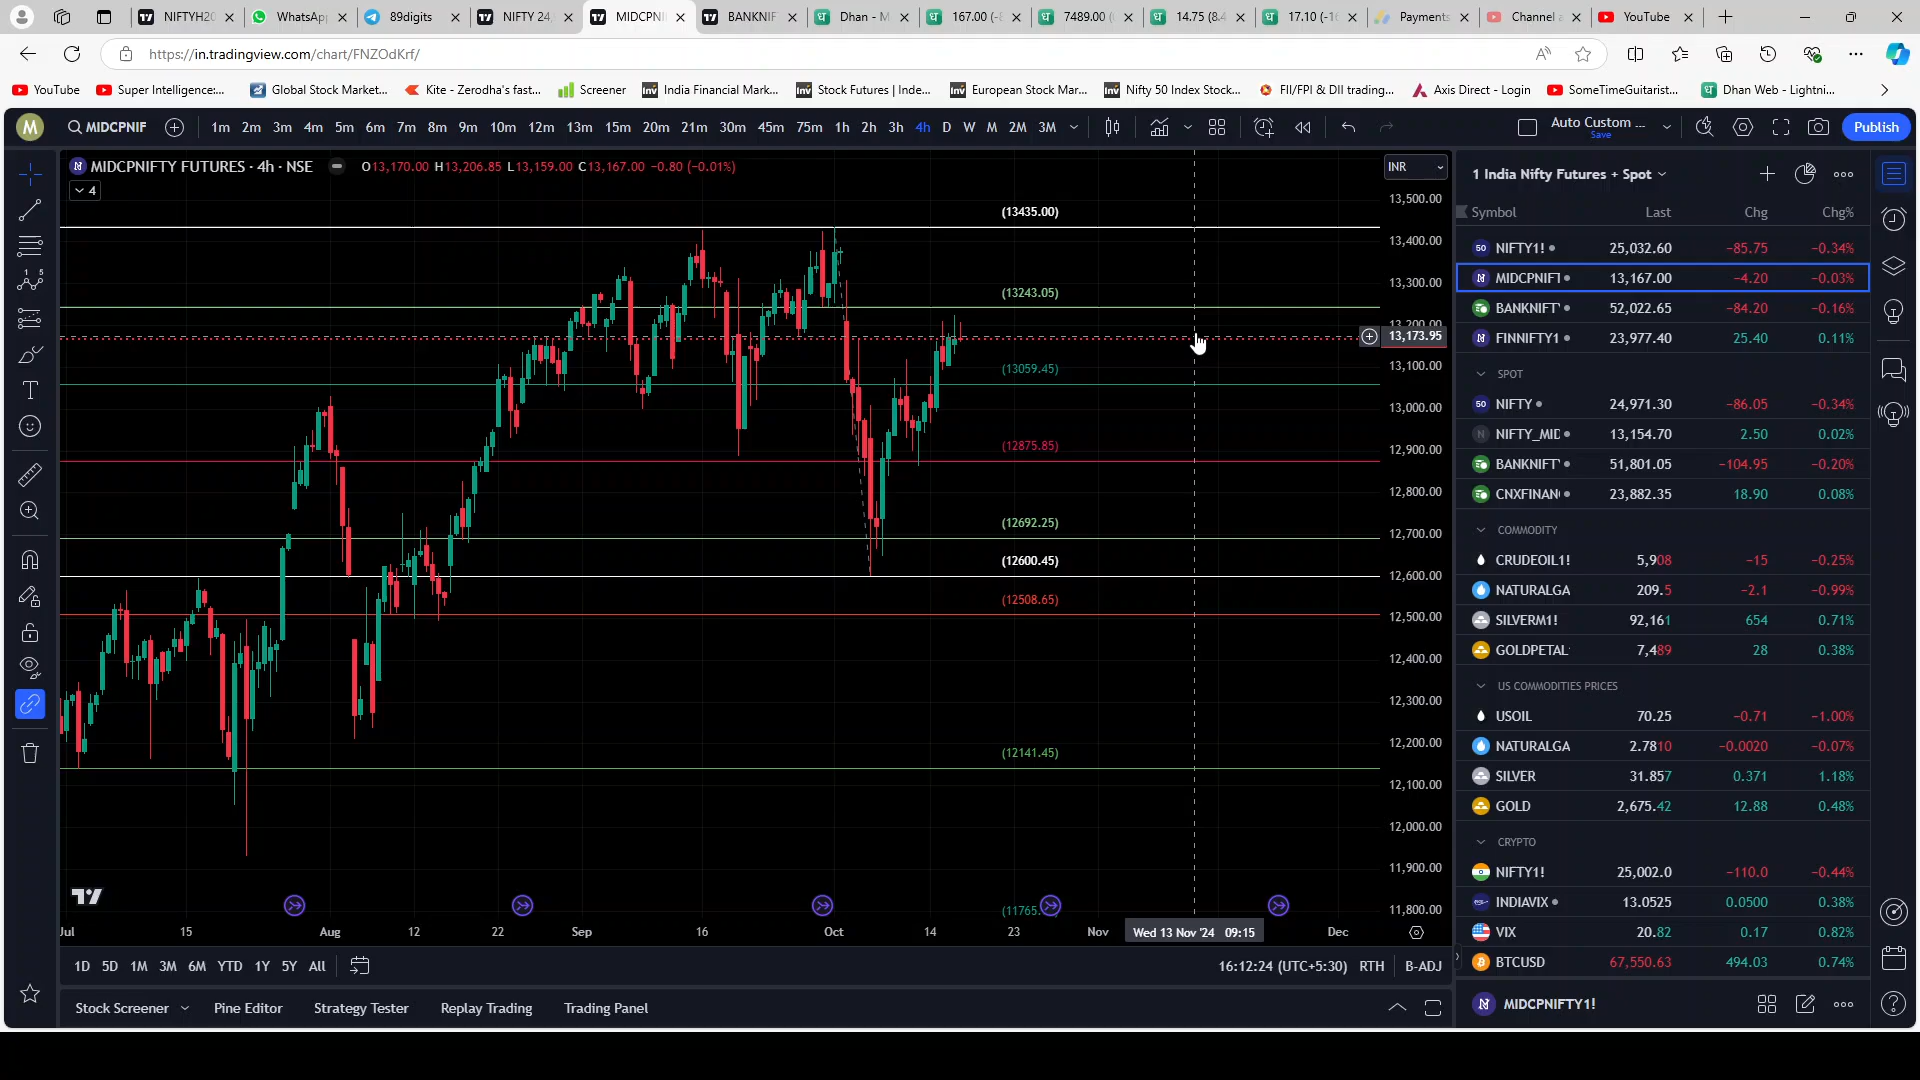 NIFTYH20
WhatsApp
89digits
NIFTY 24,
MIDCPNI
BANKNIF
Dhan - M
167.00 (-8
7489.00 (
14.75 (8.4
17.10 (-1
Payments
Channel a
YouTube
https://in.tradingview.com/chart/FNZOdKrf/
YouTube
Super Intelligence:...
Global Stock Market...
Kite - Zerodha's fast...
Screener
India Financial Mark...
Stock Futures | Inde...
European Stock Mar...
Nifty 50 Index Stock...
FII/FPI & DII trading...
Axis Direct - Login
SomeTimeGuitarist...
Dhan Web - Lightni...
M
MIDCPNIF
1m 2m 3m 4m 5m 6m 7m 8m 9m 10m 12m 13m 15m 20m 21m 30m 45m 75m 1h 2h 3h 4h D W M 2M 3M
Auto Custom ...
Save
Publish
MIDCPNIFTY FUTURES · 4h · NSE O13,170.00 H13,206.85 L13,159.00 C13,167.00 −0.80 (−0.01%)
4
INR
(13435.00)
(13243.05)
(13059.45)
(12875.85)
(12692.25)
(12600.45)
(12508.65)
(12141.45)
(11765.
13,500.00
13,400.00
13,300.00
13,200.00
13,173.95
13,100.00
13,000.00
12,900.00
12,800.00
12,700.00
12,600.00
12,500.00
12,400.00
12,300.00
12,200.00
12,100.00
12,000.00
11,900.00
11,800.00
Jul 15 Aug 12 22 Sep 16 Oct 14 23 Nov Wed 13 Nov '24 09:15 Dec
1D 5D 1M 3M 6M YTD 1Y 5Y All
16:12:24 (UTC+5:30) RTH B-ADJ
Stock Screener Pine Editor Strategy Tester Replay Trading Trading Panel
1 India Nifty Futures + Spot
Symbol Last Chg Chg%
NIFTY1! 25,032.60 −85.75 −0.34%
MIDCPNIF1 13,167.00 −4.20 −0.03%
BANKNIFT 52,022.65 −84.20 −0.16%
FINNIFTY1 23,977.40 25.40 0.11%
SPOT
NIFTY 24,971.30 −86.05 −0.34%
NIFTY_MID 13,154.70 2.50 0.02%
BANKNIFT 51,801.05 −104.95 −0.20%
CNXFINAN 23,882.35 18.90 0.08%
COMMODITY
CRUDEOIL1! 5,908 −15 −0.25%
NATURALGA 209.5 −2.1 −0.99%
SILVERM1! 92,161 654 0.71%
GOLDPETAL 7,489 28 0.38%
US COMMODITIES PRICES
USOIL 70.25 −0.71 −1.00%
NATURALGA 2.7810 −0.0020 −0.07%
SILVER 31.857 0.371 1.18%
GOLD 2,675.42 12.88 0.48%
CRYPTO
NIFTY1! 25,002.0 −110.0 −0.44%
INDIAVIX 13.0525 0.0500 0.38%
VIX 20.82 0.17 0.82%
BTCUSD 67,550.63 494.03 0.74%
MIDCPNIFTY1!